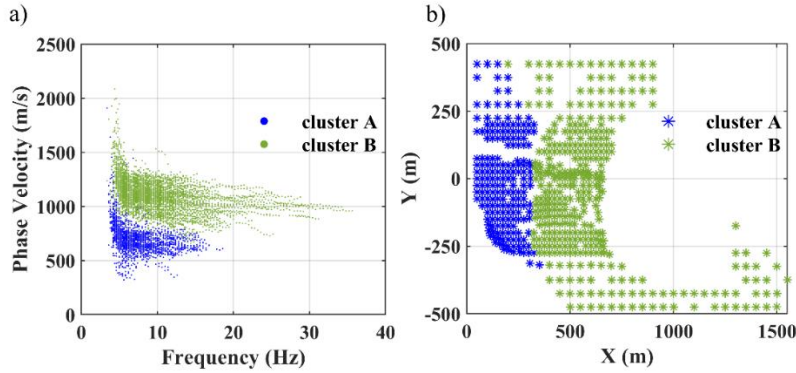 a)
2500
2000
1500
1000
500
0
0
10
20
30
40
Phase Velocity (m/s)
Frequency (Hz)
cluster A
cluster B
b)
500
250
0
-250
-500
0
500
1000
1500
Y (m)
X (m)
cluster A
cluster B